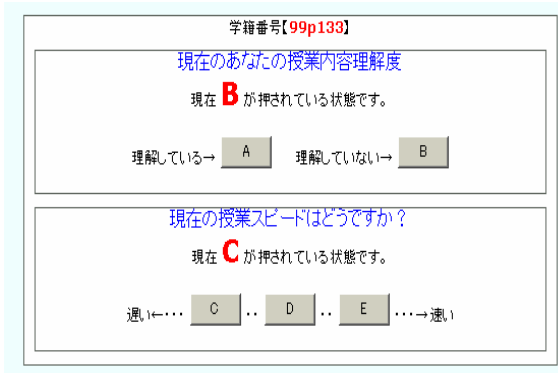 学籍番号【99p133】
現在のあなたの授業内容理解度
現在 B が押されている状態です。
理解している→ A 理解していない→ B
現在の授業スピードはどうですか？
現在 C が押されている状態です。
遅い←… C ‥ D ‥ E …→速い